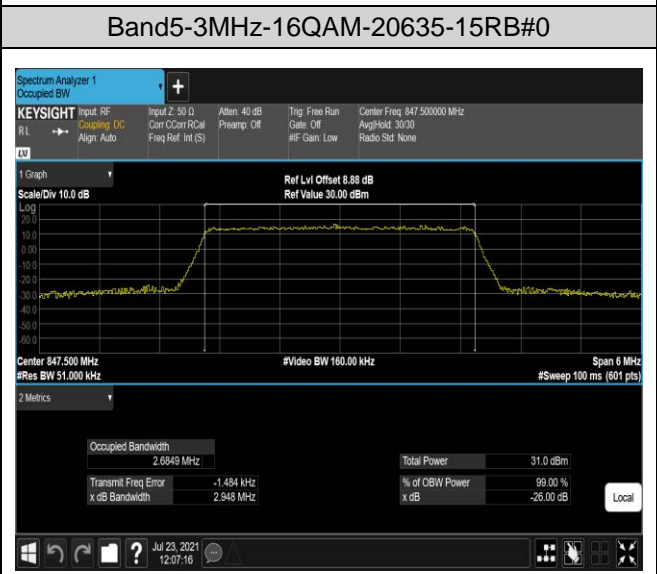 Band5-3MHz-16QAM-20635-15RB#0
Spectrum Analyzer 1
Occupied BW
KEYSIGHT
RL
Input: RF
Coupling: DC
Align: Auto
Input Z: 50 Ω
Corr CCorr RCal
Freq Ref: Int (S)
Atten: 40 dB
Preamp: Off
Trig: Free Run
Gate: Off
#IF Gain: Low
Center Freq: 847.500000 MHz
Avg|Hold: 30/30
Radio Std: None
LXI
1 Graph
Scale/Div 10.0 dB
Ref Lvl Offset 8.88 dB
Ref Value 30.00 dBm
Log
20.0
10.0
0.00
-10.0
-20.0
-30.0
-40.0
-50.0
-60.0
Center 847.500 MHz
#Res BW 51.000 kHz
#Video BW 160.00 kHz
Span 6 MHz
#Sweep 100 ms (601 pts)
2 Metrics
Occupied Bandwidth
2.6849 MHz
Transmit Freq Error -1.484 kHz
x dB Bandwidth 2.948 MHz
Total Power 31.0 dBm
% of OBW Power 99.00 %
x dB -26.00 dB
Local
Jul 23, 2021
12:07:16